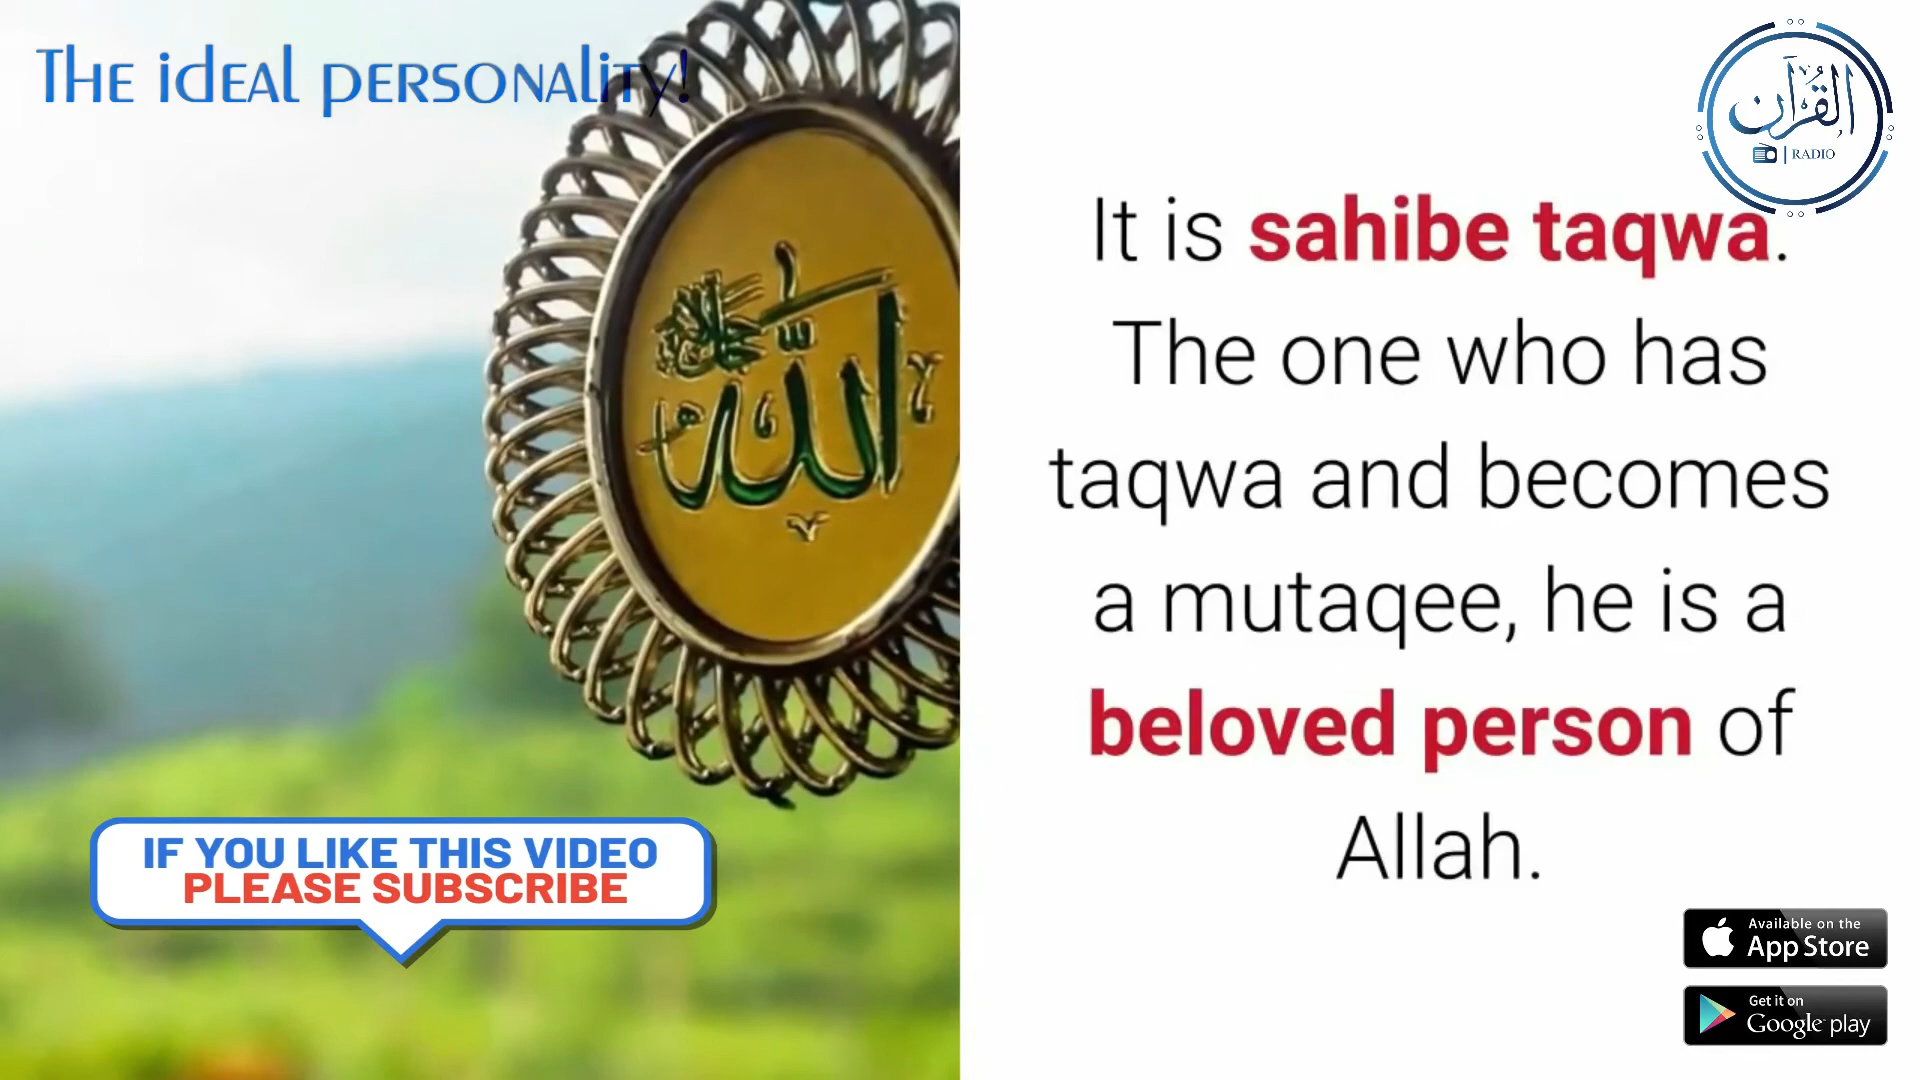 The ideal personality!
القرآن
RADIO
الله
جل جلاله
It is sahibe taqwa.
The one who has
taqwa and becomes
a mutaqee, he is a
beloved person of
Allah.
IF YOU LIKE THIS VIDEO
PLEASE SUBSCRIBE
Available on the
App Store
Get it on
Google play